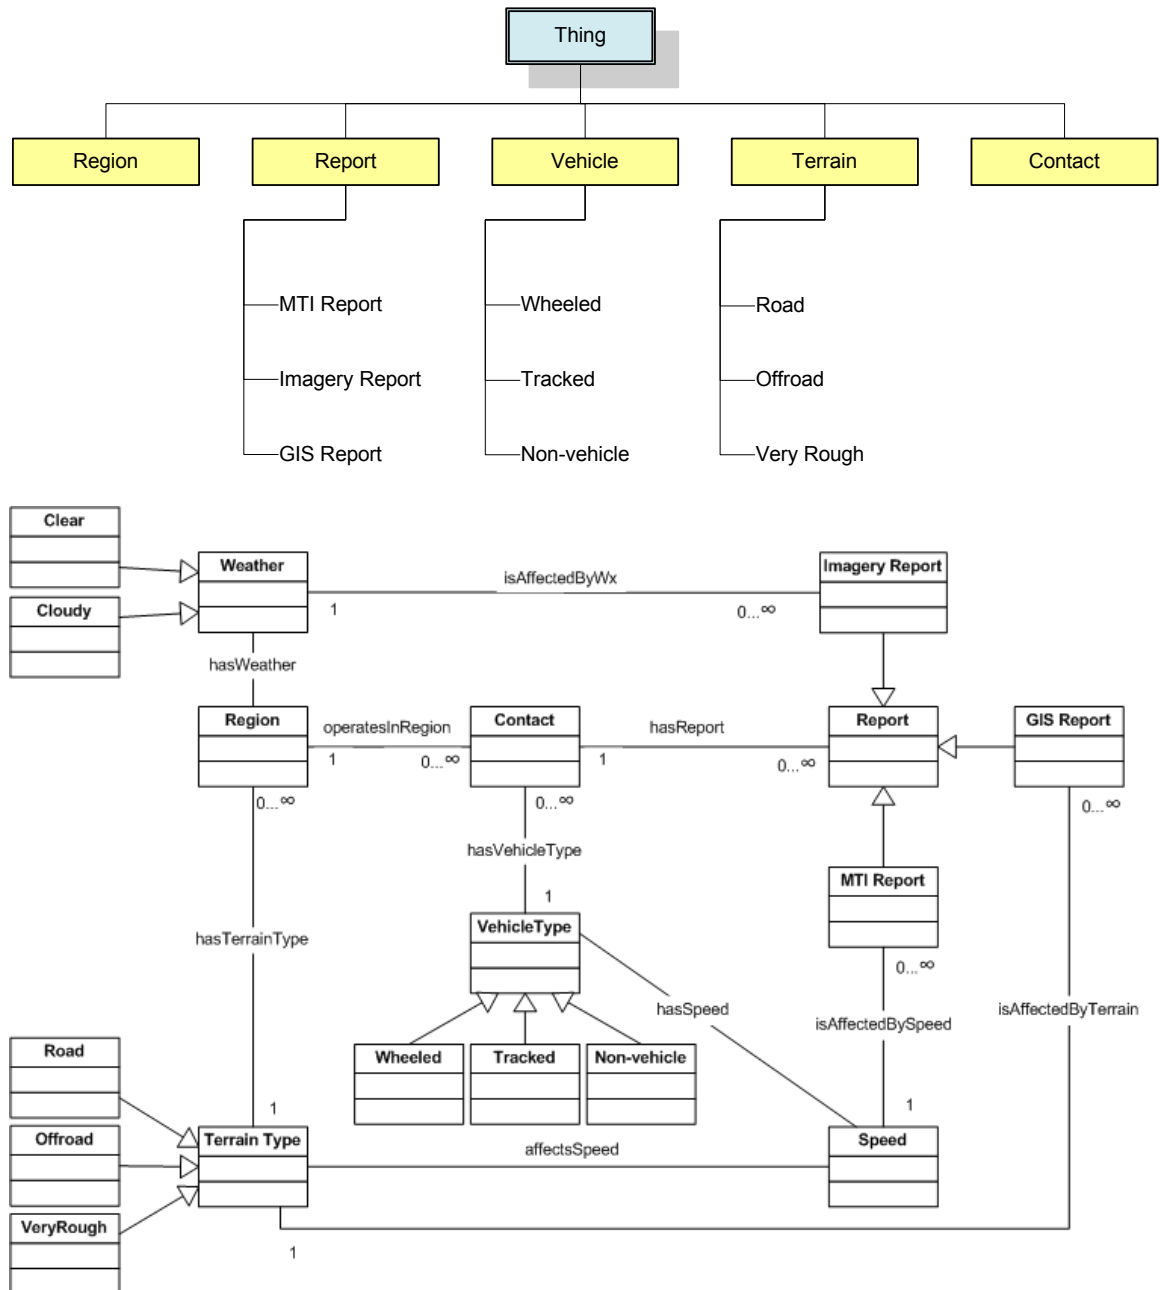 Thing
Region
Report
Vehicle
Terrain
Contact
MTI Report
Imagery Report
GIS Report
Wheeled
Tracked
Non-vehicle
Road
Offroad
Very Rough
Clear
Cloudy
Weather
isAffectedByWx
1
0...∞
Imagery Report
hasWeather
Region
operatesInRegion
1
0...∞
Contact
hasReport
1
0...∞
Report
GIS Report
0...∞
0...∞
0...∞
hasVehicleType
1
VehicleType
MTI Report
0...∞
hasTerrainType
hasSpeed
isAffectedBySpeed
isAffectedByTerrain
Wheeled
Tracked
Non-vehicle
Road
Offroad
VeryRough
1
Terrain Type
affectsSpeed
1
Speed
1